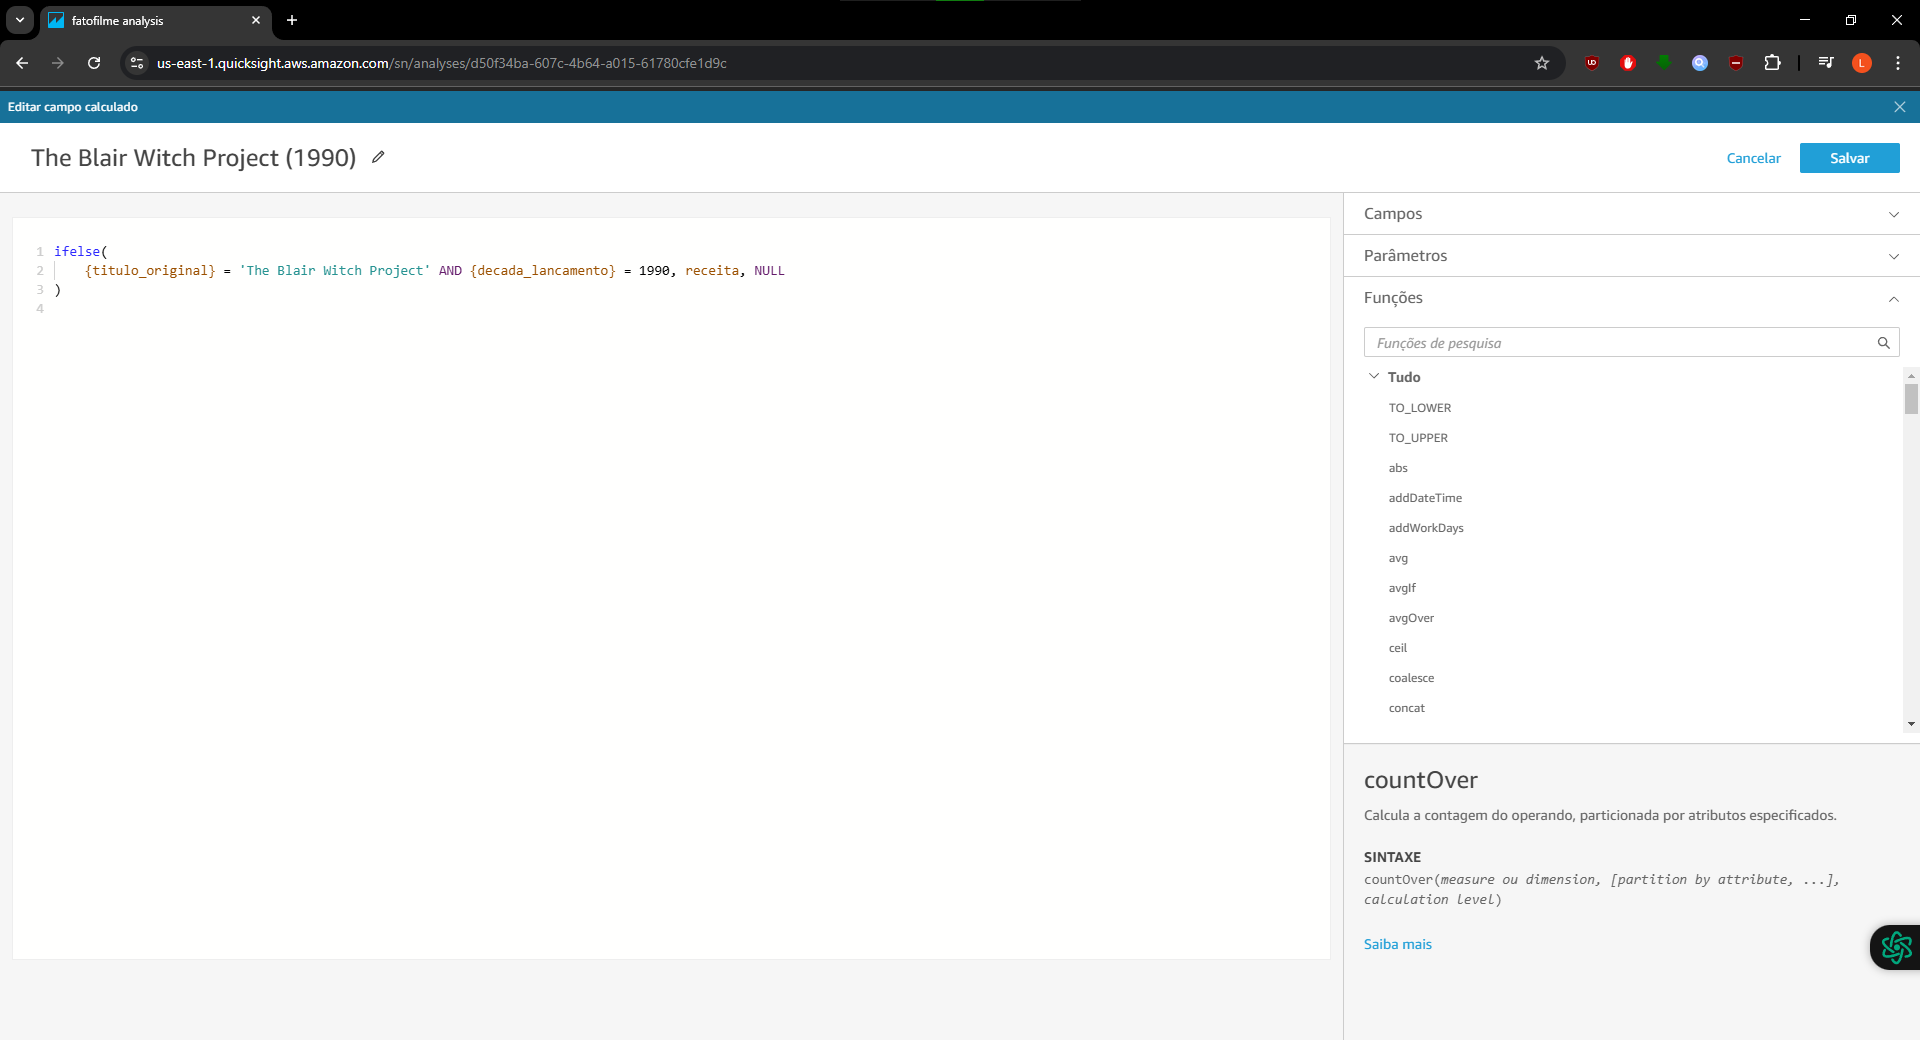 fatofilme analysis
us-east-1.quicksight.aws.amazon.com/sn/analyses/d50f34ba-607c-4b64-a015-61780cfe1d9c
L
Editar campo calculado
The Blair Witch Project (1990)
Cancelar
Salvar
1 ifelse(
2 {titulo_original} = 'The Blair Witch Project' AND {decada_lancamento} = 1990, receita, NULL
3 )
4
Campos
Parâmetros
Funções
Funções de pesquisa
Tudo
TO_LOWER
TO_UPPER
abs
addDateTime
addWorkDays
avg
avgIf
avgOver
ceil
coalesce
concat
countOver
Calcula a contagem do operando, particionada por atributos especificados.
SINTAXE
countOver(measure ou dimension, [partition by attribute, ...],
calculation level)
Saiba mais